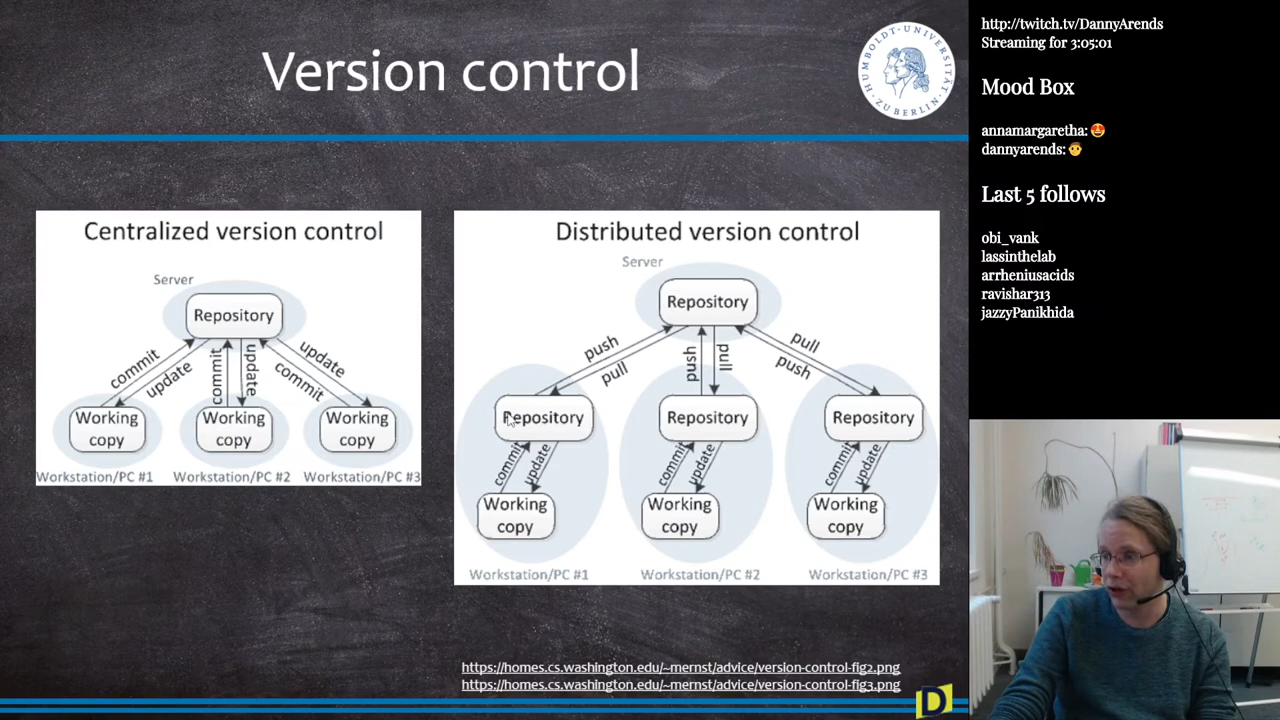 Version control
HUMBOLDT-UNIVERSITÄT
ZU BERLIN
Centralized version control
Server
Repository
commit
update
commit
update
update
commit
Working
copy
Working
copy
Working
copy
Workstation/PC #1
Workstation/PC #2
Workstation/PC #3
Distributed version control
Server
Repository
push
pull
push
pull
pull
push
Repository
Repository
Repository
commit
update
commit
update
commit
update
Working
copy
Working
copy
Working
copy
Workstation/PC #1
Workstation/PC #2
Workstation/PC #3
https://homes.cs.washington.edu/~mernst/advice/version-control-fig2.png
https://homes.cs.washington.edu/~mernst/advice/version-control-fig3.png
D
http://twitch.tv/DannyArends
Streaming for 3:05:01
Mood Box
annamargaretha: 😍
dannyarends: 👨
Last 5 follows
obi_vank
lassinthelab
arrheniusacids
ravishar313
jazzyPanikhida